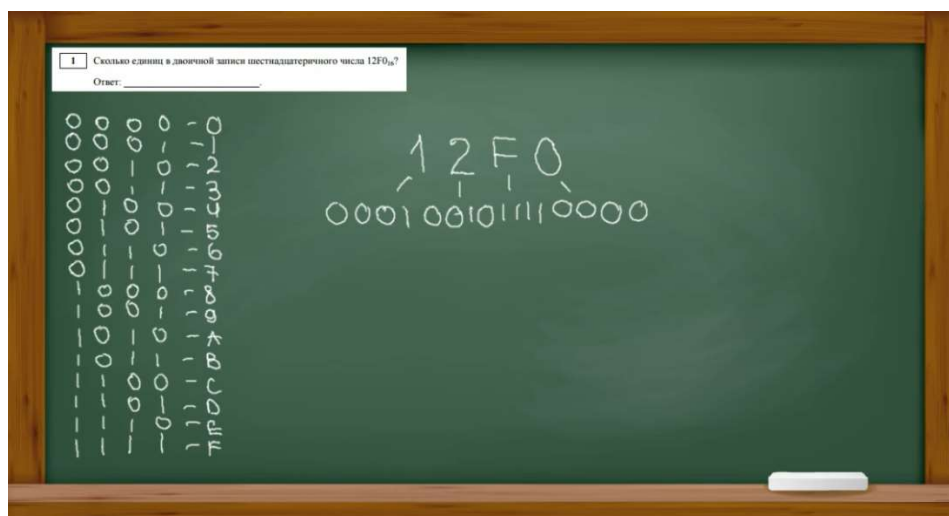 1 Сколько единиц в двоичной записи шестнадцатеричного числа 12F0₁₆?
Ответ: ____________________.
0 0 0 0 - 0
0 0 0 1 - 1
0 0 1 0 - 2
0 0 1 1 - 3
0 1 0 0 - 4
0 1 0 1 - 5
0 1 1 0 - 6
0 1 1 1 - 7
1 0 0 0 - 8
1 0 0 1 - 9
1 0 1 0 - A
1 0 1 1 - B
1 1 0 0 - C
1 1 0 1 - D
1 1 1 0 - E
1 1 1 1 - F
1 2 F 0
0001001011110000